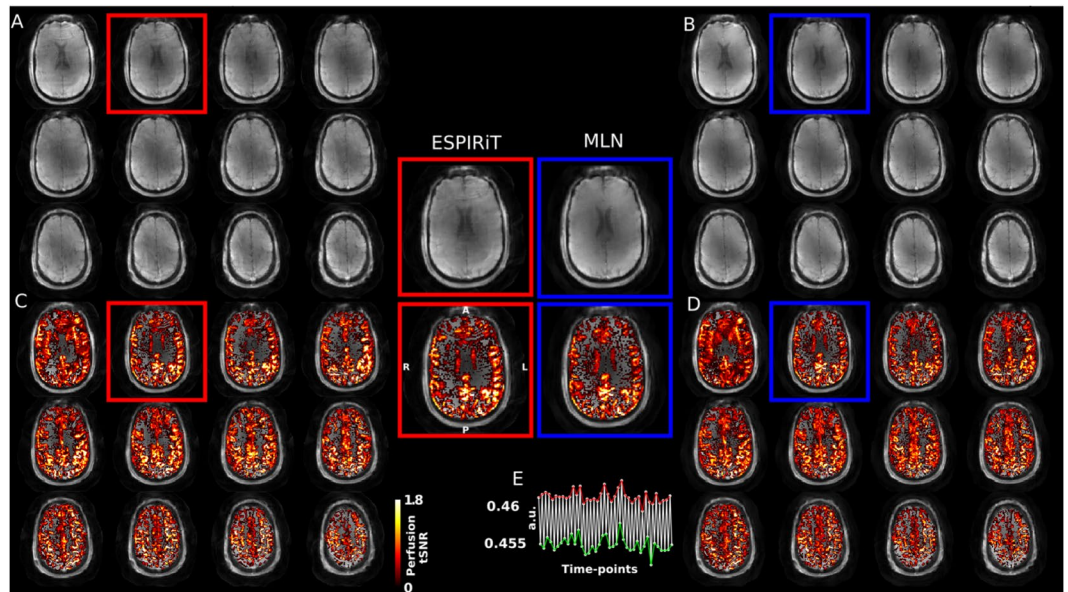 A
B
ESPIRiT
MLN
C
D
A
R
L
P
E
1.8
0.46
a.u.
Perfusion
tSNR
0.455
Time-points
0